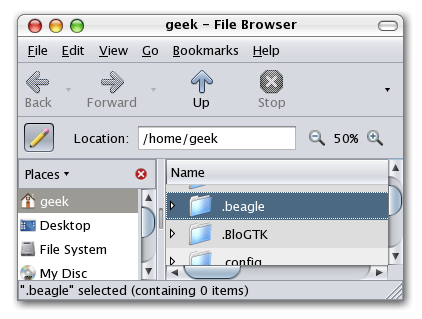 geek - File Browser
File Edit View Go Bookmarks Help
Back Forward Up Stop
Location: /home/geek 50%
Places Name
.beagle
geek
Desktop .BloGTK
File System
.config
My Disc
".beagle" selected (containing 0 items)